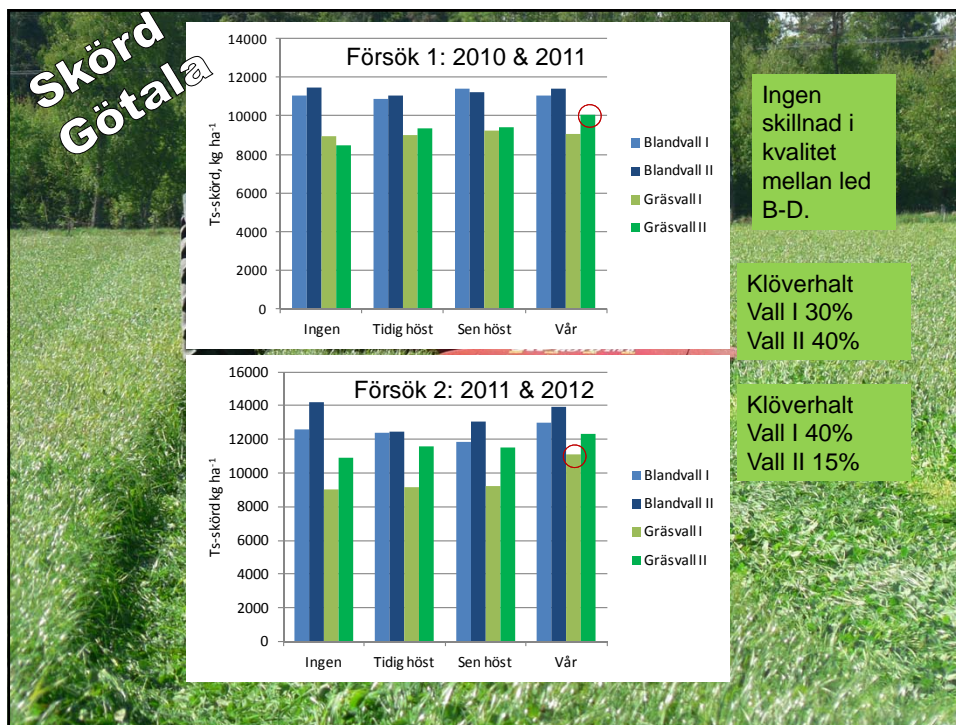 Skörd
Götala
Försök 1: 2010 & 2011
Ts-skörd, kg ha⁻¹
14000
12000
10000
8000
6000
4000
2000
0
Ingen
Tidig höst
Sen höst
Vår
Blandvall I
Blandvall II
Gräsvall I
Gräsvall II
Ingen
skillnad i
kvalitet
mellan led
B-D.
Klöverhalt
Vall I 30%
Vall II 40%
Försök 2: 2011 & 2012
Ts-skörd kg ha⁻¹
16000
14000
12000
10000
8000
6000
4000
2000
0
Ingen
Tidig höst
Sen höst
Vår
Blandvall I
Blandvall II
Gräsvall I
Gräsvall II
Klöverhalt
Vall I 40%
Vall II 15%